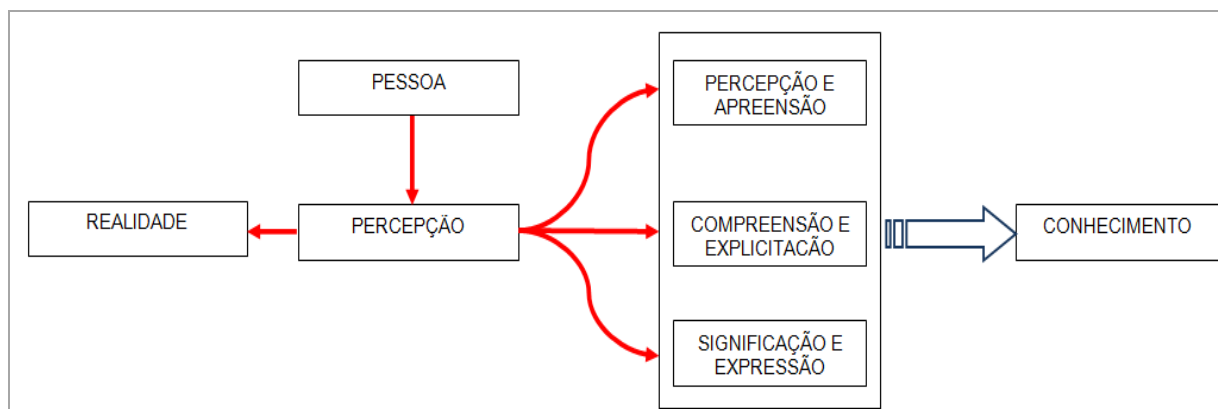 PESSOA
PERCEPÇÃO E
APREENSÃO
REALIDADE
PERCEPÇÃO
COMPREENSÃO E
EXPLICITACÃO
CONHECIMENTO
SIGNIFICAÇÃO E
EXPRESSÃO